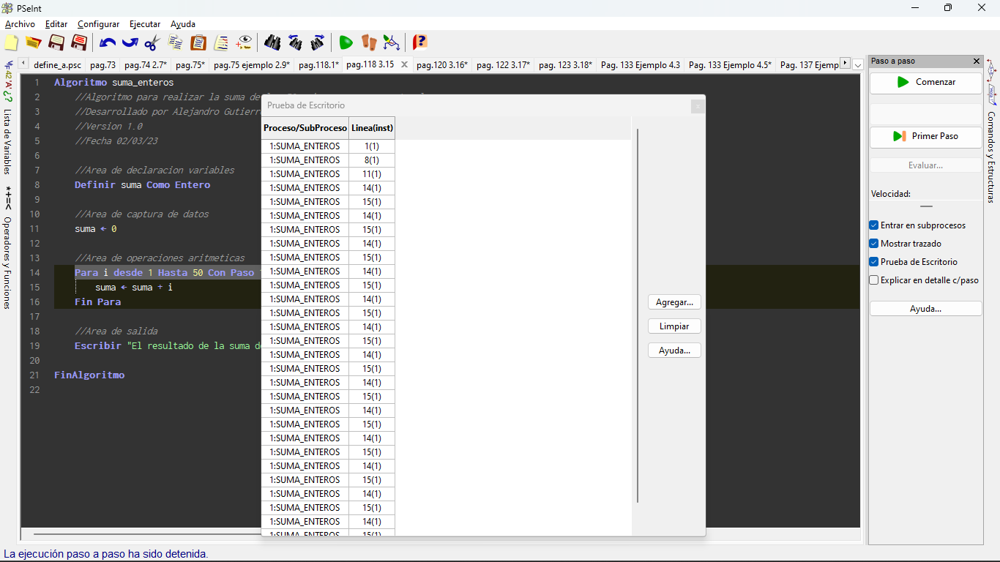 PSeInt
Archivo Editar Configurar Ejecutar Ayuda
define_a.psc pag.73 pag.74 2.7* pag.75* pag.75 ejemplo 2.9* pag.118.1* pag.118 3.15 pag.120 3.16* pag. 122 3.17* pag. 123 3.18* Pag. 133 Ejemplo 4.3 Pag. 133 Ejemplo 4.5* Pag. 137 Ejemp
Lista de Variables
*+=<
Operadores y Funciones
1 Algoritmo suma_enteros
2 //Algoritmo para realizar la suma de
3 //Desarrollado por Alejandro Gutierr
4 //Version 1.0
5 //Fecha 02/03/23
6
7 //Area de declaracion variables
8 Definir suma Como Entero
9
10 //Area de captura de datos
11 suma ← 0
12
13 //Area de operaciones aritmeticas
14 Para i desde 1 Hasta 50 Con Paso
15 suma ← suma + i
16 Fin Para
17
18 //Area de salida
19 Escribir "El resultado de la suma d
20
21 FinAlgoritmo
22
Prueba de Escritorio
Proceso/SubProceso Linea(inst)
1:SUMA_ENTEROS 1(1)
1:SUMA_ENTEROS 8(1)
1:SUMA_ENTEROS 11(1)
1:SUMA_ENTEROS 14(1)
1:SUMA_ENTEROS 15(1)
1:SUMA_ENTEROS 14(1)
1:SUMA_ENTEROS 15(1)
1:SUMA_ENTEROS 14(1)
1:SUMA_ENTEROS 15(1)
1:SUMA_ENTEROS 14(1)
1:SUMA_ENTEROS 15(1)
1:SUMA_ENTEROS 14(1)
1:SUMA_ENTEROS 15(1)
1:SUMA_ENTEROS 14(1)
1:SUMA_ENTEROS 15(1)
1:SUMA_ENTEROS 14(1)
1:SUMA_ENTEROS 15(1)
1:SUMA_ENTEROS 14(1)
1:SUMA_ENTEROS 15(1)
1:SUMA_ENTEROS 14(1)
1:SUMA_ENTEROS 15(1)
1:SUMA_ENTEROS 14(1)
1:SUMA_ENTEROS 15(1)
1:SUMA_ENTEROS 14(1)
1:SUMA_ENTEROS 15(1)
1:SUMA_ENTEROS 14(1)
1:SUMA_ENTEROS 15(1)
1:SUMA_ENTEROS 14(1)
1:SUMA_ENTEROS 15(1)
Agregar...
Limpiar
Ayuda...
Paso a paso
Comenzar
Primer Paso
Evaluar...
Velocidad:
Entrar en subprocesos
Mostrar trazado
Prueba de Escritorio
Explicar en detalle c/paso
Ayuda...
Comandos y Estructuras
La ejecución paso a paso ha sido detenida.